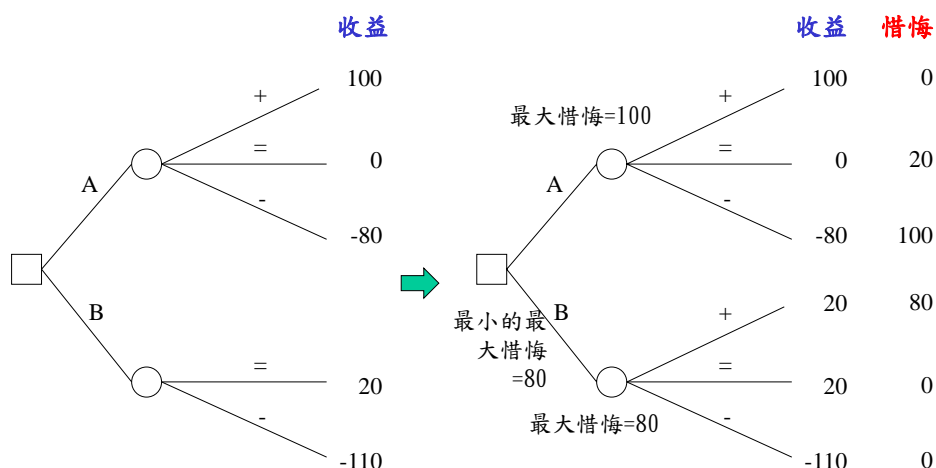 收益
100
+
=
0
A
-
-80
B
=
20
-
-110
收益 惜悔
100 0
+
最大惜悔=100
=
0 20
A
-
-80 100
20 80
B
+
最小的最
大惜悔
=80
=
20 0
最大惜悔=80
-
-110 0